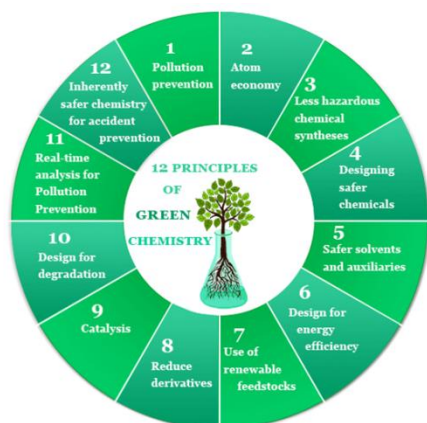 1
Pollution
prevention
2
Atom
economy
3
Less hazardous
chemical
syntheses
4
Designing
safer
chemicals
5
Safer solvents
and auxiliaries
6
Design for
energy
efficiency
7
Use of
renewable
feedstocks
8
Reduce
derivatives
9
Catalysis
10
Design for
degradation
11
Real-time
analysis for
Pollution
Prevention
12
Inherently
safer chemistry
for accident
prevention
12 PRINCIPLES
OF
GREEN
CHEMISTRY